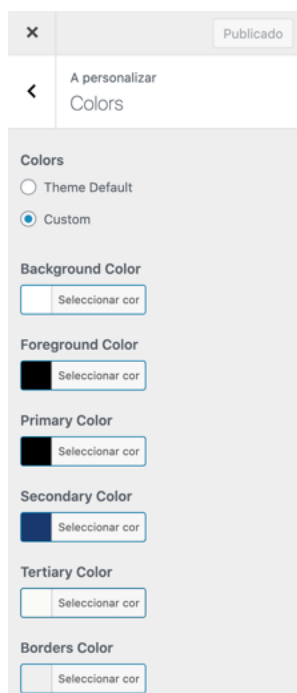 Publicado
A personalizar
Colors
Colors
Theme Default
Custom
Background Color
Seleccionar cor
Foreground Color
Seleccionar cor
Primary Color
Seleccionar cor
Secondary Color
Seleccionar cor
Tertiary Color
Seleccionar cor
Borders Color
Seleccionar cor